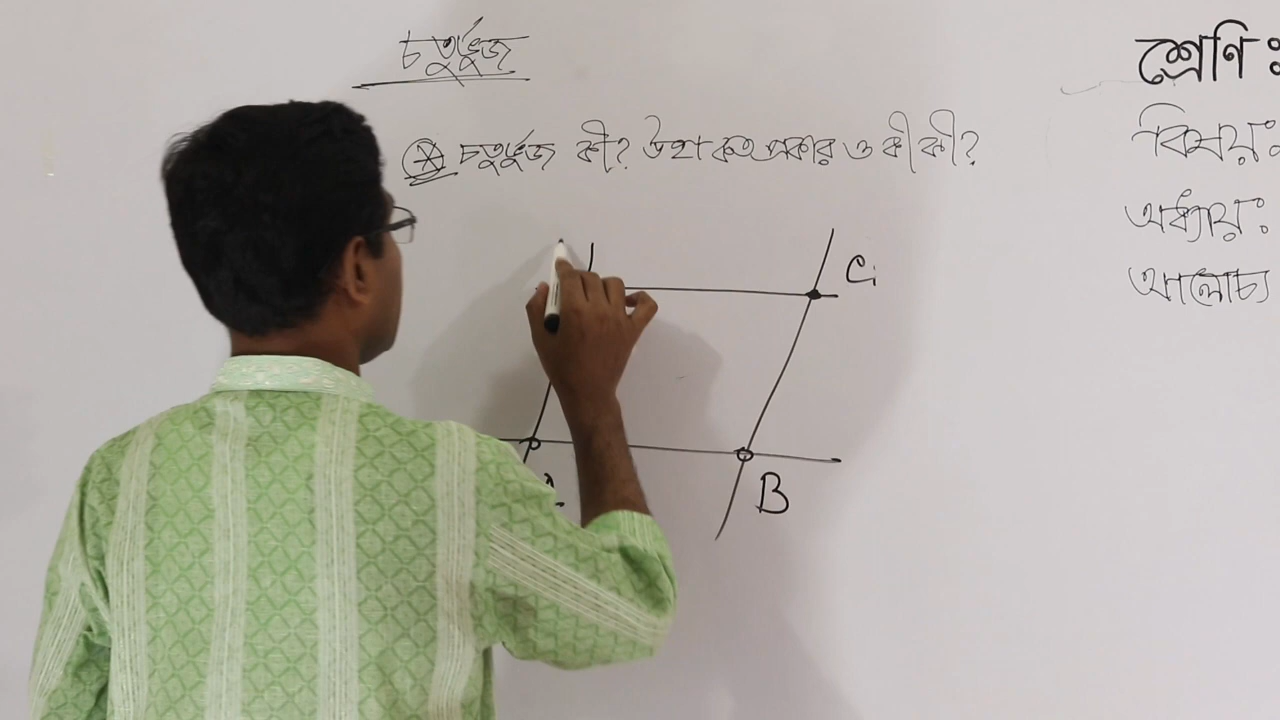 চতুর্ভুজ
চতুর্ভুজ কী? উহা কত প্রকার ও কী কী?
C
A
B
শ্রেণি :
বিষয়:
অধ্যায়:
আলোচ্য